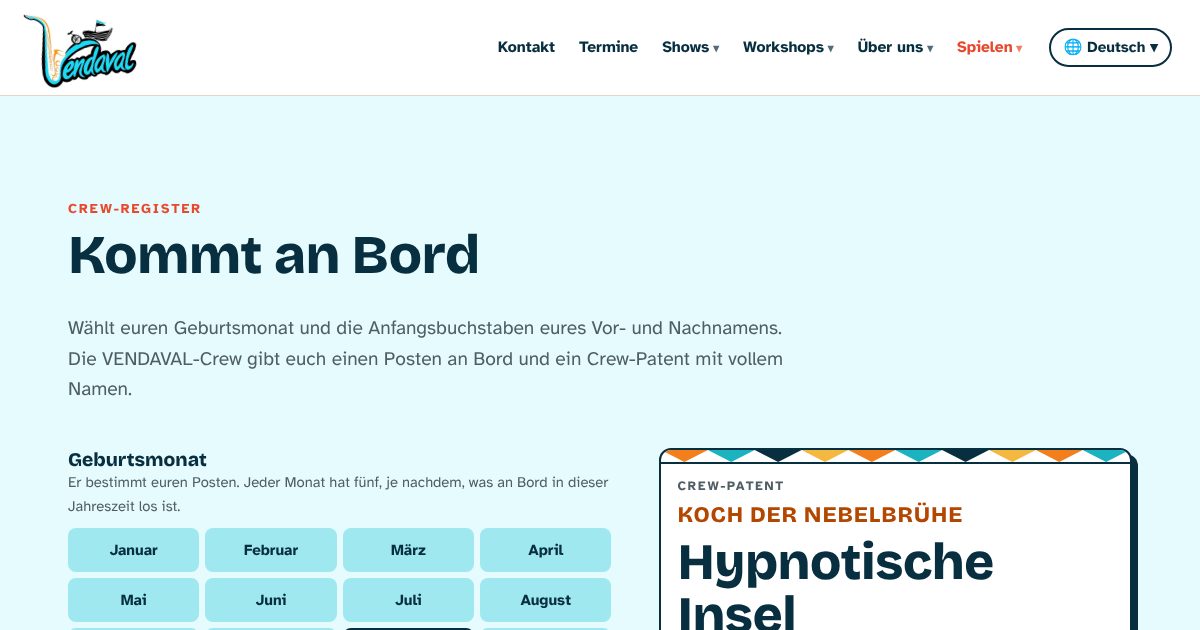 Vendaval
Kontakt
Termine
Shows ▾
Workshops ▾
Über uns ▾
Spielen ▾
🌐 Deutsch ▾
CREW-REGISTER
Kommt an Bord
Wählt euren Geburtsmonat und die Anfangsbuchstaben eures Vor- und Nachnamens.
Die VENDAVAL-Crew gibt euch einen Posten an Bord und ein Crew-Patent mit vollem
Namen.
Geburtsmonat
Er bestimmt euren Posten. Jeder Monat hat fünf, je nachdem, was an Bord in dieser
Jahreszeit los ist.
Januar
Februar
März
April
Mai
Juni
Juli
August
CREW-PATENT
KOCH DER NEBELBRÜHE
Hypnotische
Insel